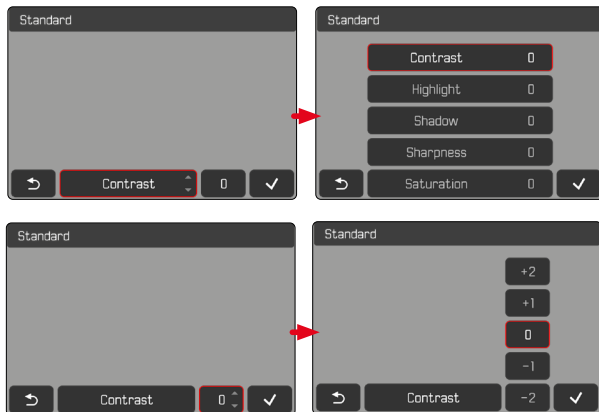 Standard
Contrast 0
Standard
Contrast 0
Highlight 0
Shadow 0
Sharpness 0
Saturation 0
Standard
Contrast 0
Standard
+2
+1
0
-1
Contrast -2